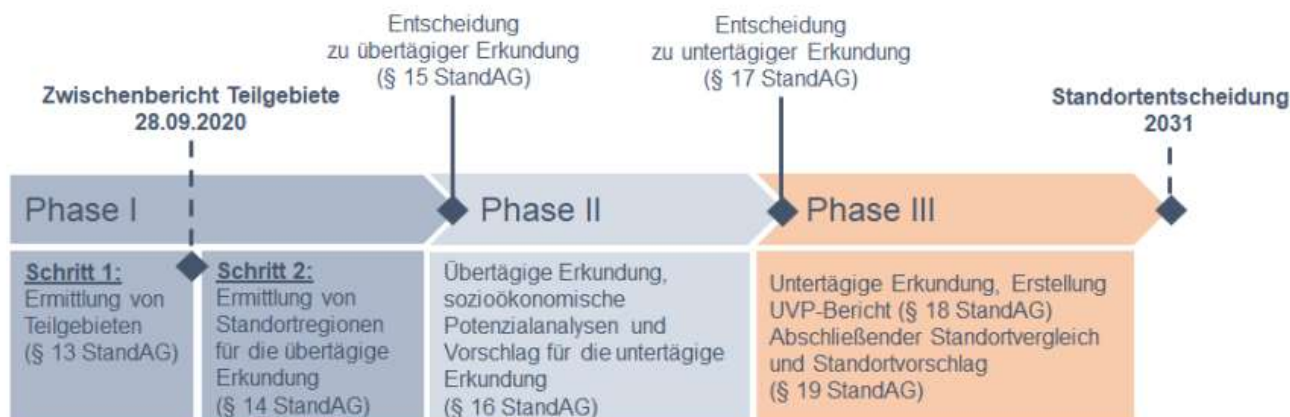 Entscheidung
zu übertägiger Erkundung
(§ 15 StandAG)
Entscheidung
zu untertägiger Erkundung
(§ 17 StandAG)
Zwischenbericht Teilgebiete
28.09.2020
Standortentscheidung
2031
Phase I
Phase II
Phase III
Schritt 1:
Ermittlung von
Teilgebieten
(§ 13 StandAG)
Schritt 2:
Ermittlung von
Standortregionen
für die übertägige
Erkundung
(§ 14 StandAG)
Übertägige Erkundung,
sozioökonomische
Potenzialanalysen und
Vorschlag für die untertägige
Erkundung
(§ 16 StandAG)
Untertägige Erkundung, Erstellung
UVP-Bericht (§ 18 StandAG)
Abschließender Standortvergleich
und Standortvorschlag
(§ 19 StandAG)